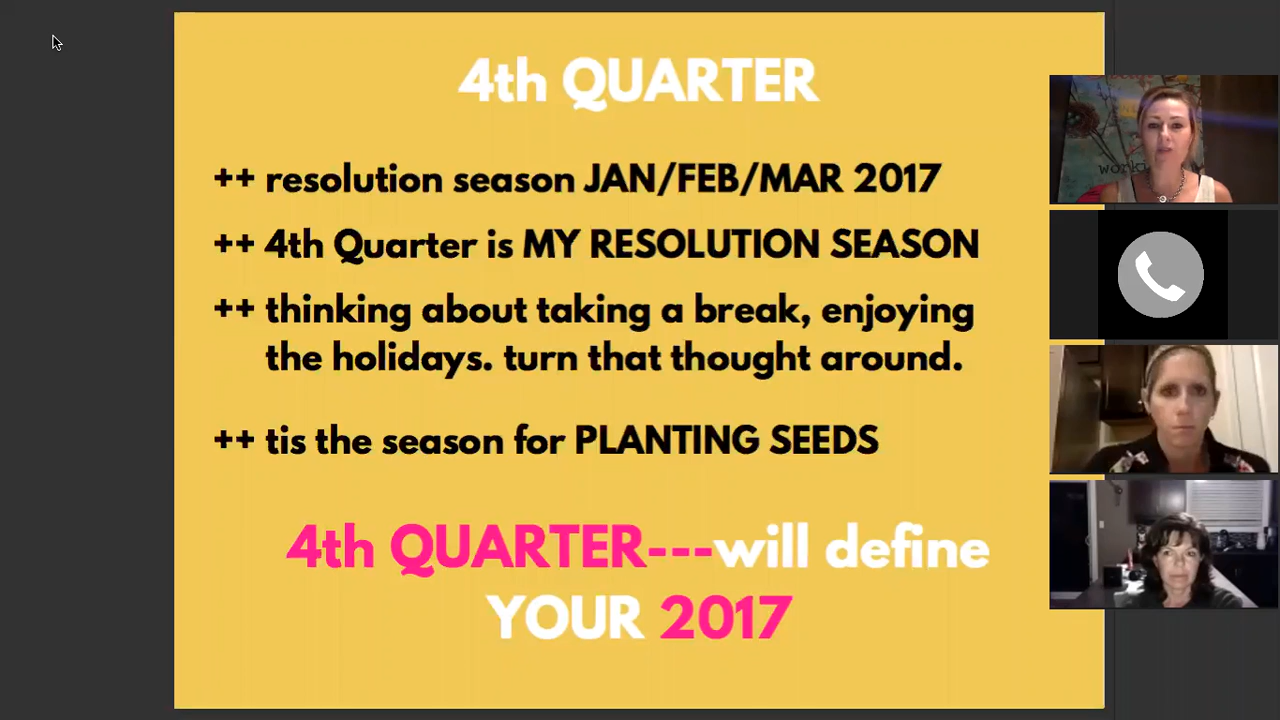 4th QUARTER
++ resolution season JAN/FEB/MAR 2017
++ 4th Quarter is MY RESOLUTION SEASON
++ thinking about taking a break, enjoying
the holidays. turn that thought around.
++ tis the season for PLANTING SEEDS
4th QUARTER---will define
YOUR 2017